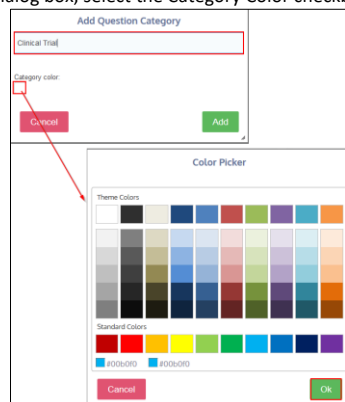 dialog box, select the Category Color checkb
Add Question Category
Clinical Trial
Category color:
Cancel
Add
Color Picker
Theme Colors
Standard Colors
#00b0f0 #00b0f0
Cancel
Ok